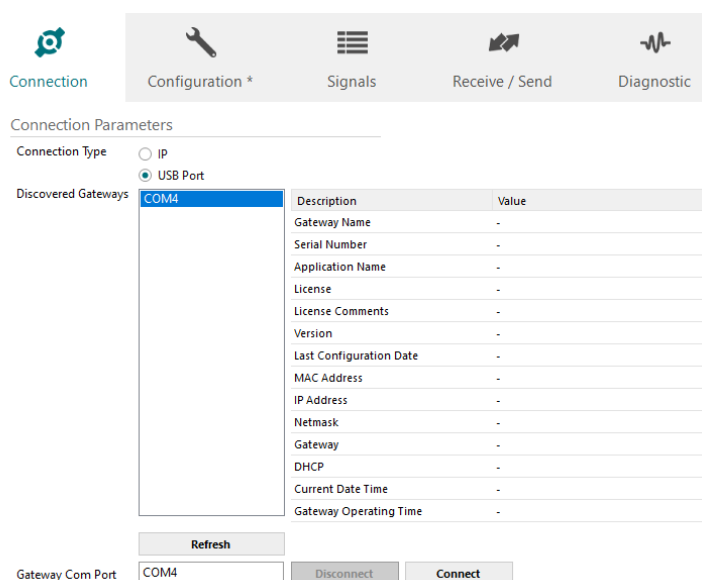 Connection Configuration * Signals Receive / Send Diagnostic
Connection Parameters
Connection Type IP
USB Port
Discovered Gateways COM4 Description Value
Gateway Name -
Serial Number -
Application Name -
License -
License Comments -
Version -
Last Configuration Date -
MAC Address -
IP Address -
Netmask -
Gateway -
DHCP -
Current Date Time -
Gateway Operating Time -
Refresh
Gateway Com Port COM4 Disconnect Connect